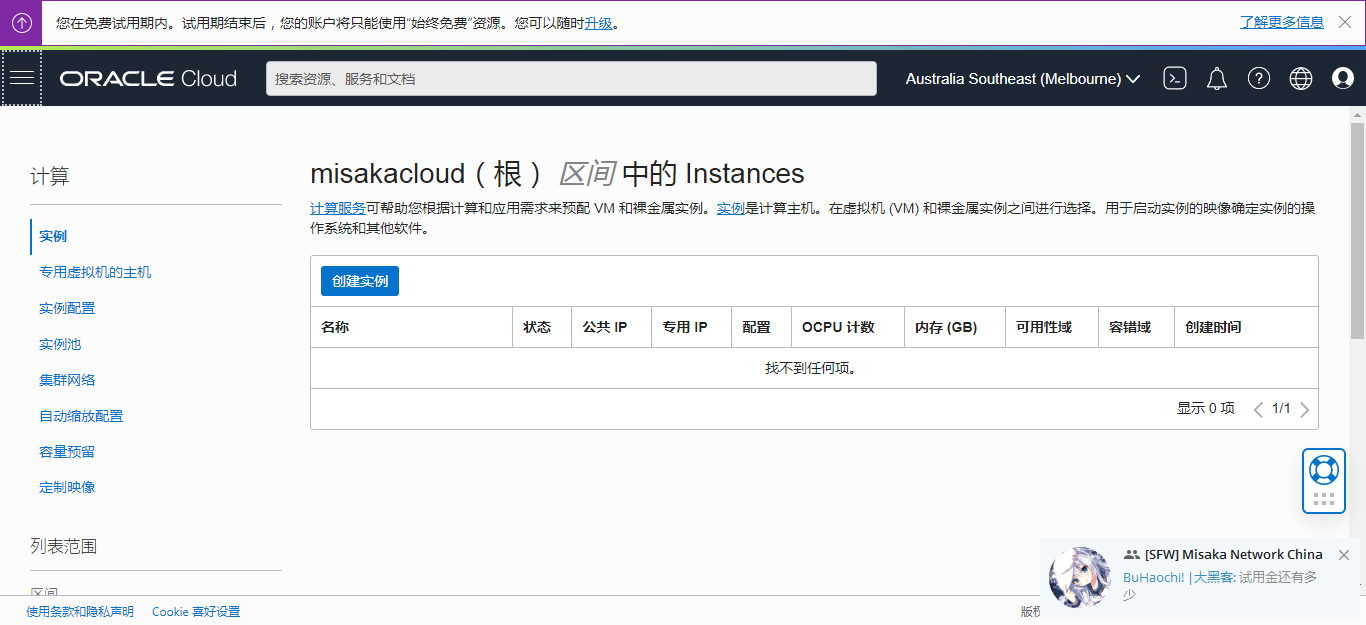 您在免费试用期内。试用期结束后，您的账户将只能使用“始终免费”资源。您可以随时升级。
了解更多信息
ORACLE Cloud
搜索资源、服务和文档
Australia Southeast (Melbourne)
计算
实例
专用虚拟机的主机
实例配置
实例池
集群网络
自动缩放配置
容量预留
定制映像
列表范围
区间
misakacloud（根） 区间 中的 Instances
计算服务可帮助您根据计算和应用需求来预配 VM 和裸金属实例。实例是计算主机。在虚拟机 (VM) 和裸金属实例之间进行选择。用于启动实例的映像确定实例的操
作系统和其他软件。
创建实例
名称 状态 公共 IP 专用 IP 配置 OCPU 计数 内存 (GB) 可用性域 容错域 创建时间
找不到任何项。
显示 0 项 1/1
[SFW] Misaka Network China
BuHaochi! |大黑客: 试用金还有多
少
使用条款和隐私声明 Cookie 喜好设置
版权